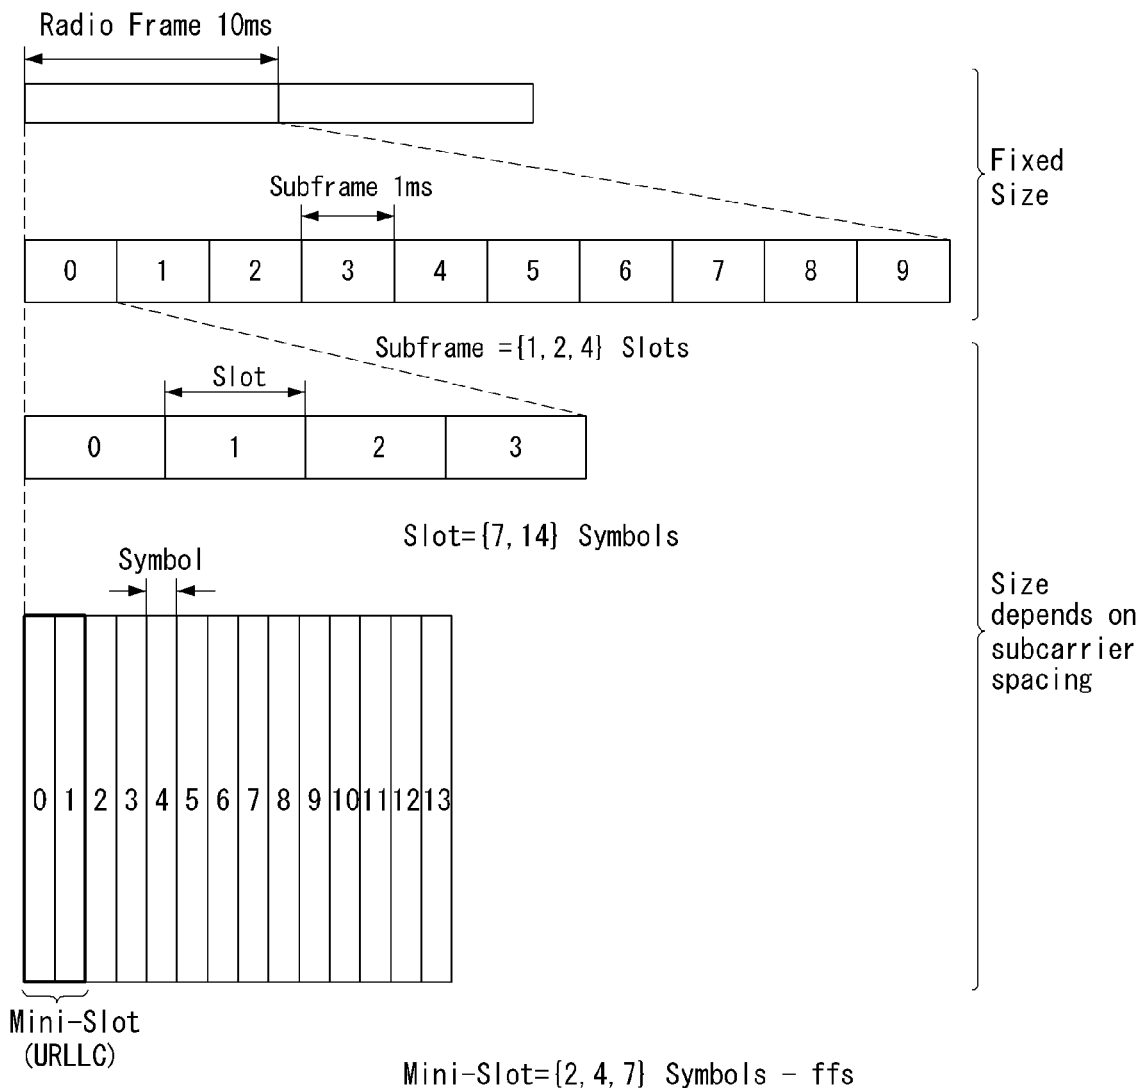 Radio Frame 10ms
Fixed
Size
Subframe 1ms
0 1 2 3 4 5 6 7 8 9
Subframe ={1, 2, 4} Slots
Slot
0 1 2 3
Slot={7, 14} Symbols
Symbol
Size
depends on
subcarrier
spacing
0 1 2 3 4 5 6 7 8 9 10 11 12 13
Mini-Slot
(URLLC)
Mini-Slot={2, 4, 7} Symbols - ffs